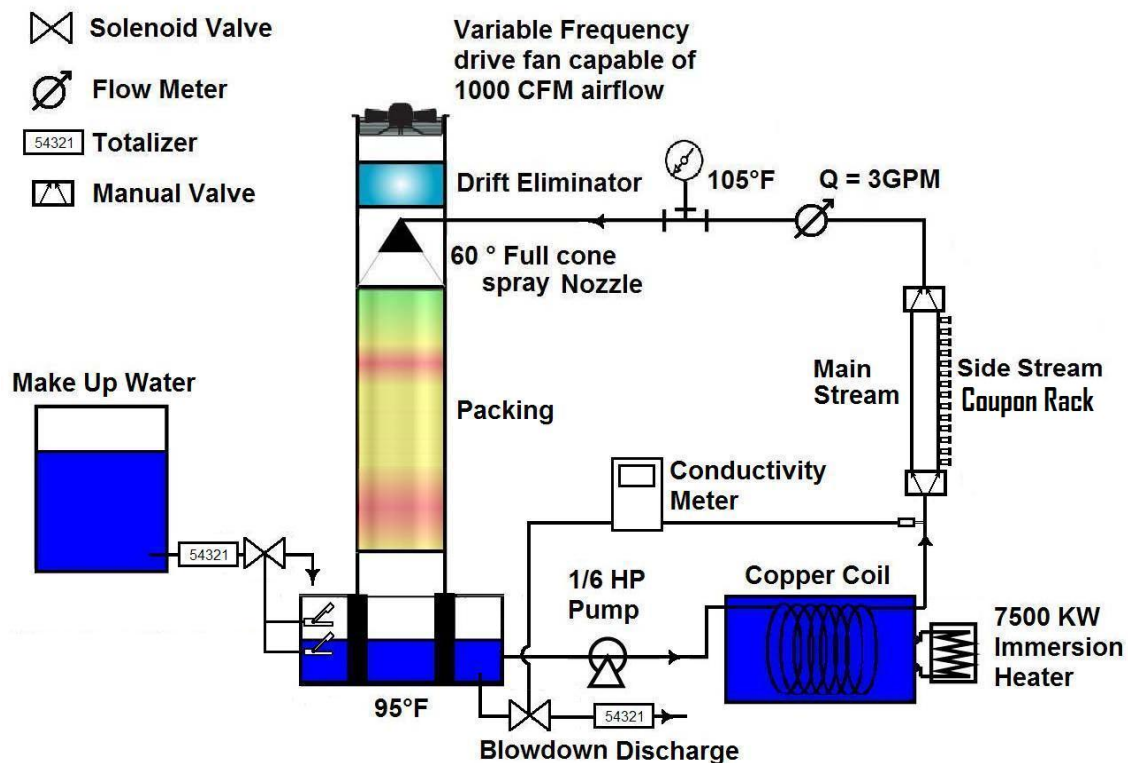 Solenoid Valve
Flow Meter
54321
Totalizer
Manual Valve
Variable Frequency
drive fan capable of
1000 CFM airflow
Drift Eliminator
105°F
Q = 3GPM
60 ° Full cone
spray Nozzle
Make Up Water
Packing
Main
Stream
Side Stream
Coupon Rack
Conductivity
Meter
54321
1/6 HP
Pump
Copper Coil
7500 KW
Immersion
Heater
95°F
54321
Blowdown Discharge